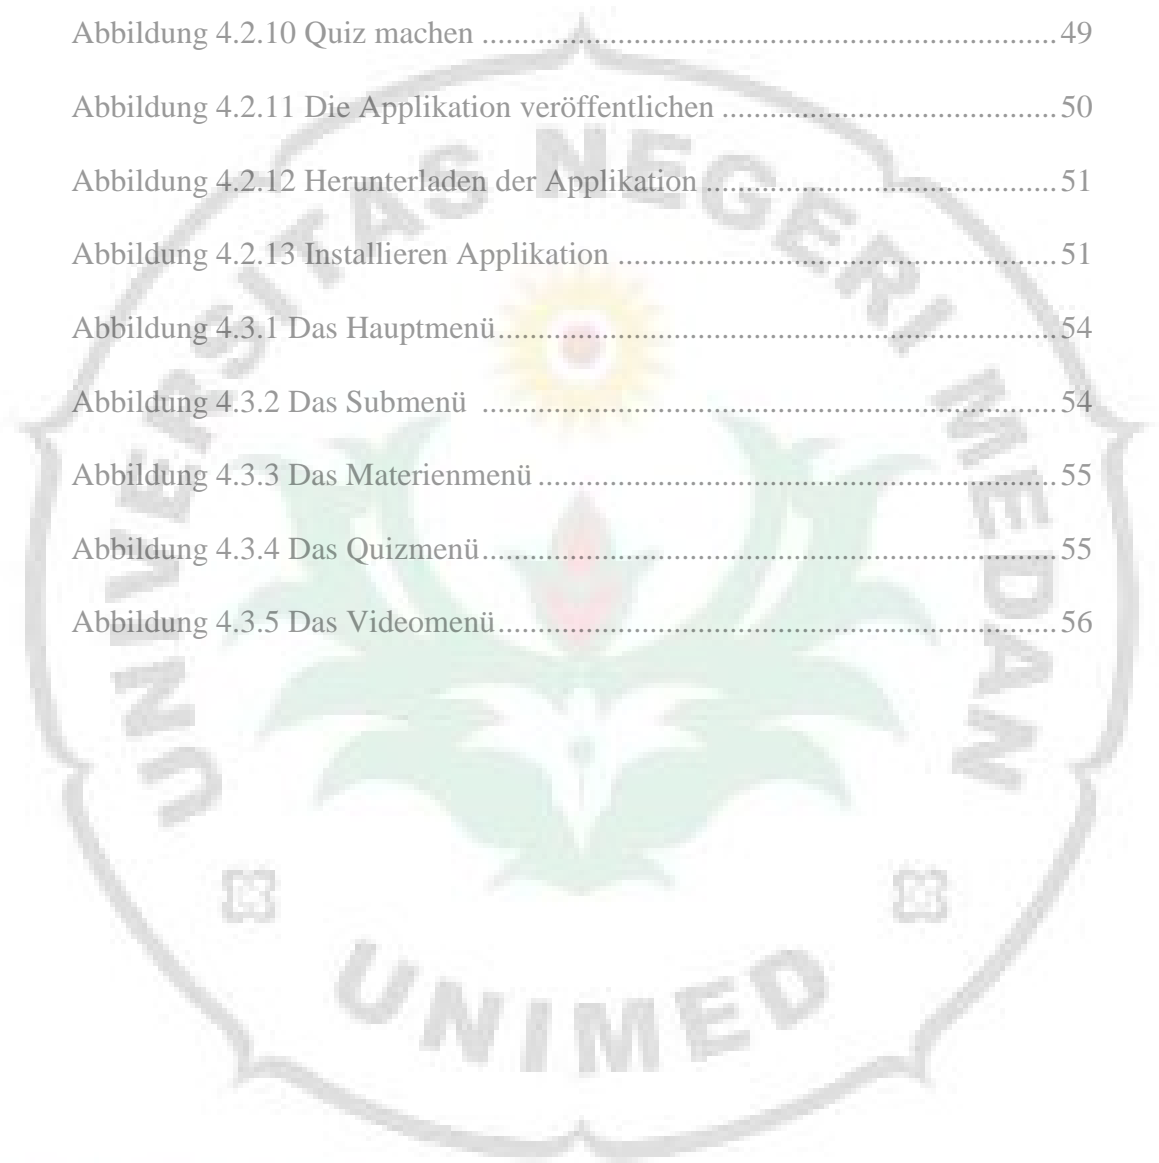 Abbildung 4.2.10 Quiz machen ........................................................................ 49
Abbildung 4.2.11 Die Applikation veröffentlichen .......................................... 50
Abbildung 4.2.12 Herunterladen der Applikation ............................................ 51
Abbildung 4.2.13 Installieren Applikation ....................................................... 51
Abbildung 4.3.1 Das Hauptmenü...................................................................... 54
Abbildung 4.3.2 Das Submenü ........................................................................ 54
Abbildung 4.3.3 Das Materienmenü ................................................................. 55
Abbildung 4.3.4 Das Quizmenü........................................................................ 55
Abbildung 4.3.5 Das Videomenü...................................................................... 56
UNIVERSITAS NEGERI MEDAN
UNIMED